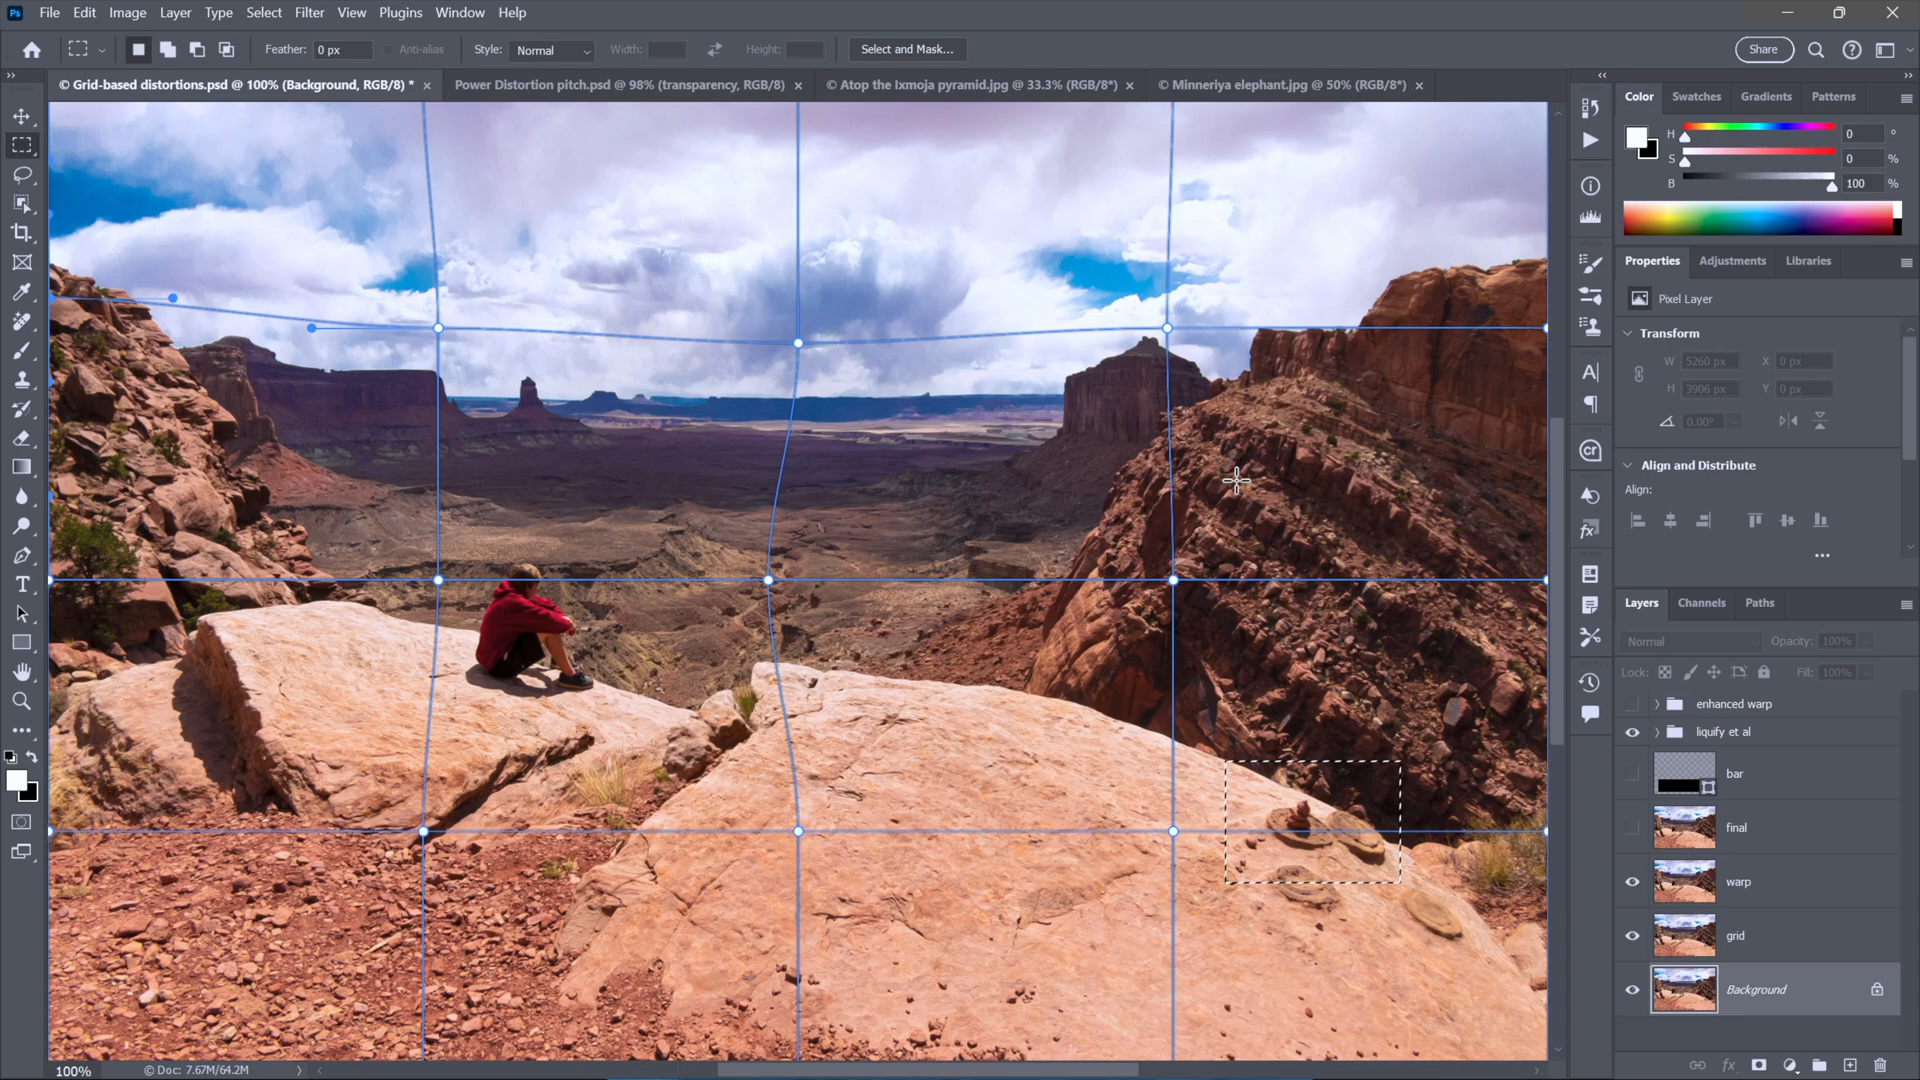 Ps File Edit Image Layer Type Select Filter View Plugins Window Help
Feather: 0 px Anti-alias Style: Normal Width: Height: Select and Mask... Share
© Grid-based distortions.psd @ 100% (Background, RGB/8) * Power Distortion pitch.psd @ 98% (transparency, RGB/8) © Atop the Ixmoja pyramid.jpg @ 33.3% (RGB/8*) © Minneriya elephant.jpg @ 50% (RGB/8*)
Color Swatches Gradients Patterns
H 0 °
S 0 %
B 100 %
Properties Adjustments Libraries
Pixel Layer
Transform
W 5260 px X 0 px
H 3906 px Y 0 px
0.00°
Align and Distribute
Align:
Layers Channels Paths
Normal Opacity: 100%
Lock: Fill: 100%
enhanced warp
liquify et al
bar
final
warp
grid
Background
100% © Doc: 7.67M/64.2M